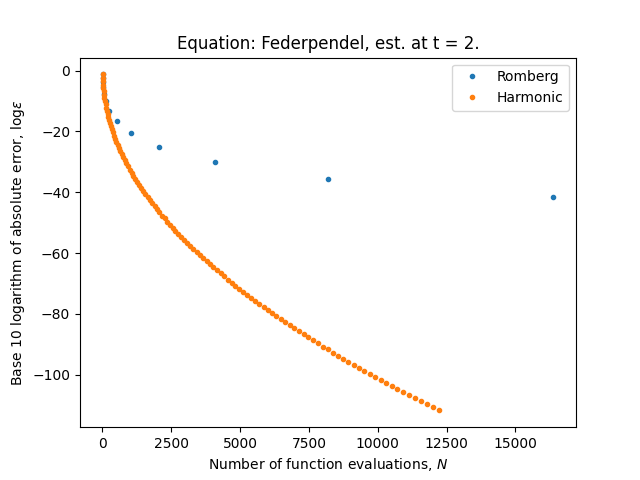 Equation: Federpendel, est. at t = 2.
Romberg
Harmonic
Base 10 logarithm of absolute error, logε
0
−20
−40
−60
−80
−100
0 2500 5000 7500 10000 12500 15000
Number of function evaluations, N